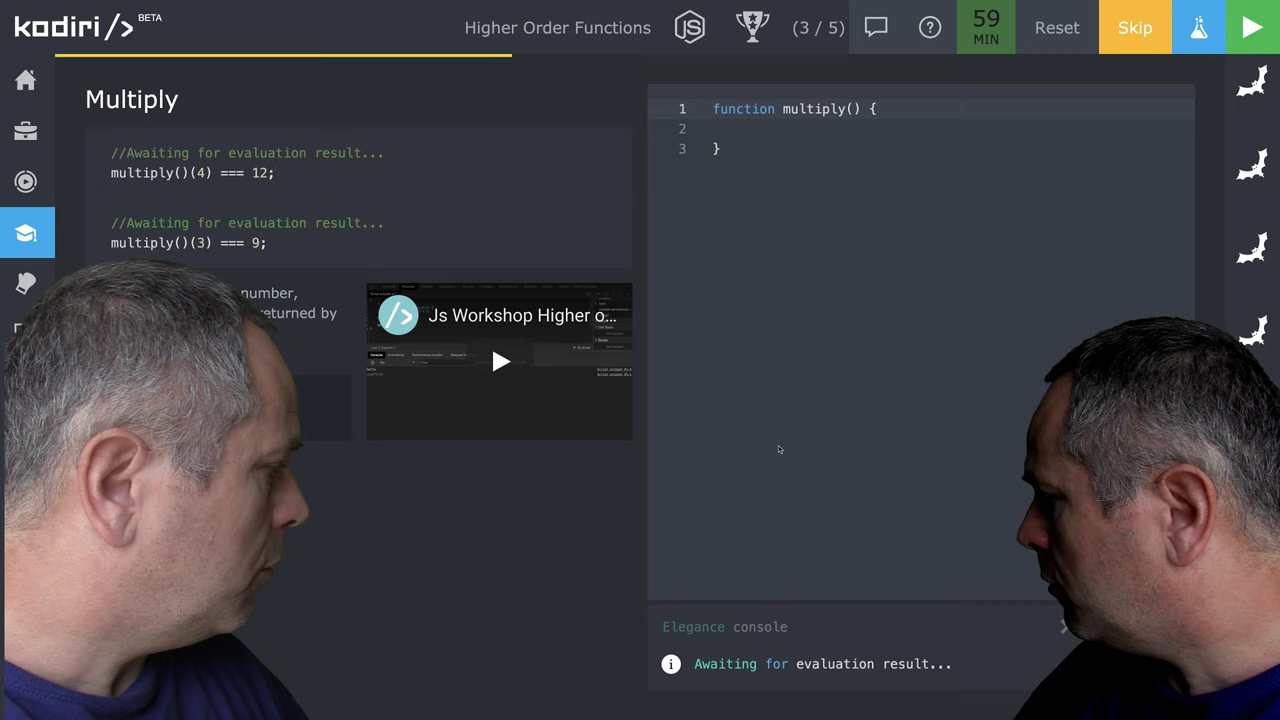 kodiri /> BETA
Higher Order Functions
JS
(3 / 5)
?
59
MIN
Reset
Skip
Multiply
//Awaiting for evaluation result...
multiply()(4) === 12;
//Awaiting for evaluation result...
multiply()(3) === 9;
number,
returned by
/>
Js Workshop Higher o...
1 function multiply() {
2
3 }
Elegance console
i Awaiting for evaluation result...